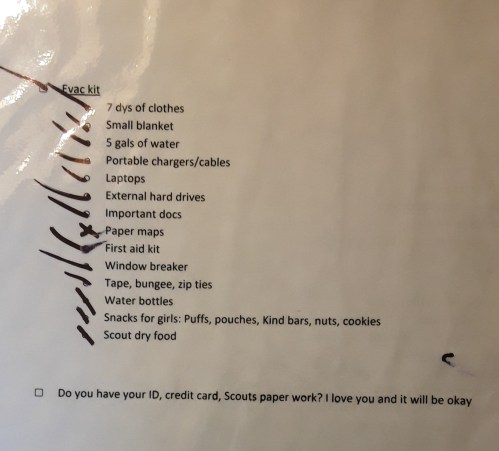 Evac kit
7 dys of clothes
Small blanket
5 gals of water
Portable chargers/cables
Laptops
External hard drives
Important docs
Paper maps
First aid kit
Window breaker
Tape, bungee, zip ties
Water bottles
Snacks for girls: Puffs, pouches, Kind bars, nuts, cookies
Scout dry food
Do you have your ID, credit card, Scouts paper work? I love you and it will be okay